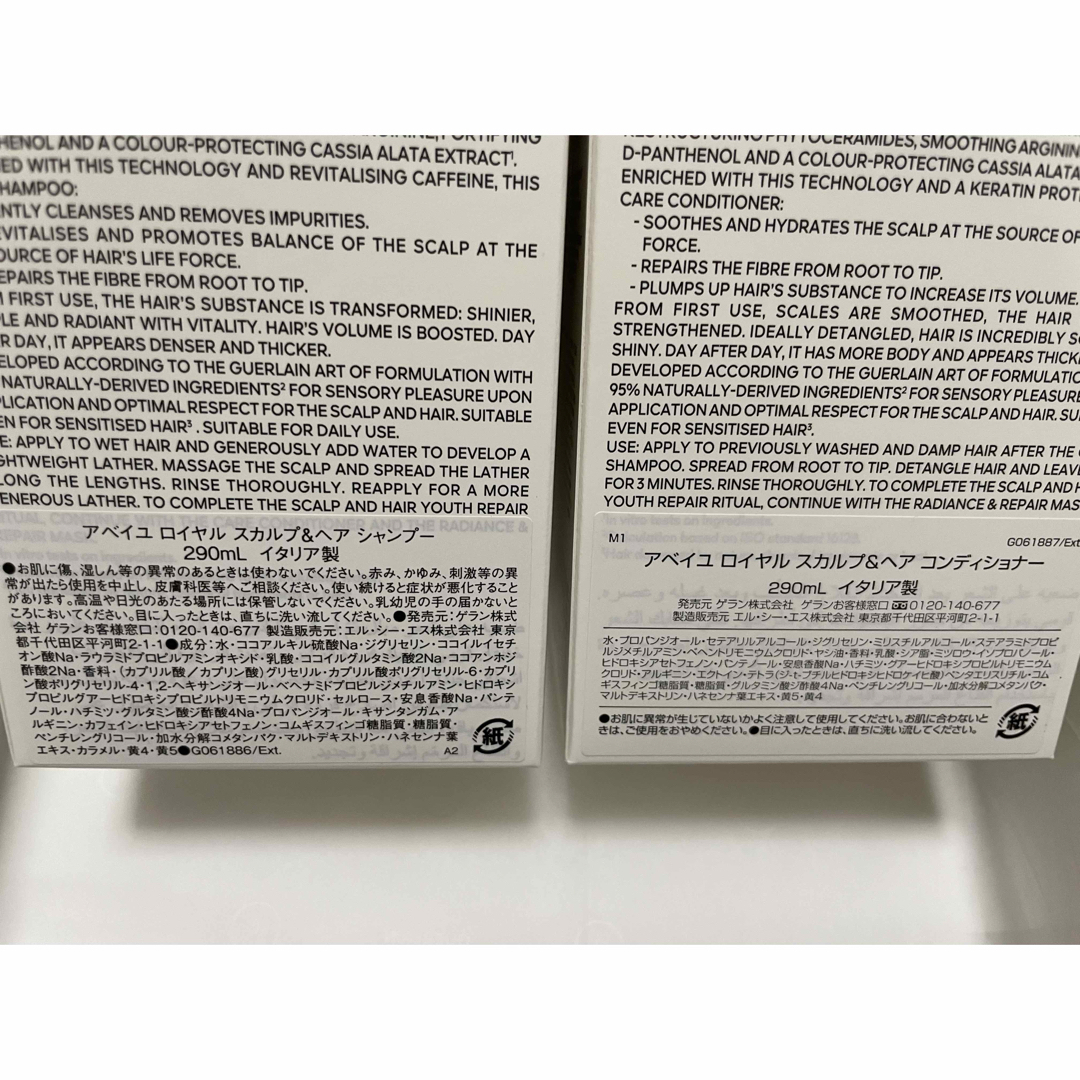 HENOL AND A COLOUR-PROTECTING CASSIA ALATA EXTRACT¹.
ED WITH THIS TECHNOLOGY AND REVITALISING CAFFEINE, THIS
HAMPOO:
NTLY CLEANSES AND REMOVES IMPURITIES.
EVITALISES AND PROMOTES BALANCE OF THE SCALP AT THE
OURCE OF HAIR'S LIFE FORCE.
EPAIRS THE FIBRE FROM ROOT TO TIP.
FIRST USE, THE HAIR'S SUBSTANCE IS TRANSFORMED: SHINIER,
LE AND RADIANT WITH VITALITY. HAIR'S VOLUME IS BOOSTED. DAY
R DAY, IT APPEARS DENSER AND THICKER.
ELOPED ACCORDING TO THE GUERLAIN ART OF FORMULATION WITH
NATURALLY-DERIVED INGREDIENTS² FOR SENSORY PLEASURE UPON
LICATION AND OPTIMAL RESPECT FOR THE SCALP AND HAIR. SUITABLE
EN FOR SENSITISED HAIR³. SUITABLE FOR DAILY USE.
E: APPLY TO WET HAIR AND GENEROUSLY ADD WATER TO DEVELOP A
GHTWEIGHT LATHER. MASSAGE THE SCALP AND SPREAD THE LATHER
LONG THE LENGTHS. RINSE THOROUGHLY. REAPPLY FOR A MORE
ENEROUS LATHER. TO COMPLETE THE SCALP AND HAIR YOUTH REPAIR
アベイユ ロイヤル スカルプ&ヘア シャンプー
290mL イタリア製
●お肌に傷、湿しん等の異常のあるときは使わないでください。赤み、かゆみ、刺激等の異
常が出たら使用を中止し、皮膚科医等へご相談ください。使い続けると症状が悪化すること
があります。高温や日光のあたる場所には保管しないでください。乳幼児の手の届かないと
ころにおいてください。目に入ったときは、直ちに洗い流してください。●発売元:ゲラン株式
会社 ゲランお客様窓口:0120-140-677 製造販売元:エル・シー・エス株式会社 東京
都千代田区平河町2-1-1●成分:水・ココアルキル硫酸Na・ジグリセリン・ココイルイセチ
オン酸Na・ラウラミドプロピルアミンオキシド・乳酸・ココイルグルタミン酸2Na・ココアンホジ
酢酸2Na・香料・(カプリル酸/カプリン酸)グリセリル・カプリル酸ポリグリセリル-6・カプリ
ン酸ポリグリセリル-4・1,2-ヘキサンジオール・ベヘナミドプロピルジメチルアミン・ヒドロキシ
プロピルグアーヒドロキシプロピルトリモニウムクロリド・セルロース・安息香酸Na・パンテ
ノール・ハチミツ・グルタミン酸ジ酢酸4Na・プロパンジオール・キサンタンガム・ア
ルギニン・カフェイン・ヒドロキシアセトフェノン・コムギスフィンゴ糖脂質・糖脂質・
ペンチレングリコール・加水分解コメタンパク・マルトデキストリン・ハネセンナ葉
エキス・カラメル・黄4・黄5●G061886/Ext.
A2
紙
RESTRUCTURING PHYTOCERAMIDES, SMOOTHING ARGININ
D-PANTHENOL AND A COLOUR-PROTECTING CASSIA ALATA
ENRICHED WITH THIS TECHNOLOGY AND A KERATIN PROT
CARE CONDITIONER:
- SOOTHES AND HYDRATES THE SCALP AT THE SOURCE OF
FORCE.
- REPAIRS THE FIBRE FROM ROOT TO TIP.
- PLUMPS UP HAIR'S SUBSTANCE TO INCREASE ITS VOLUME.
FROM FIRST USE, SCALES ARE SMOOTHED, THE HAIR
STRENGTHENED. IDEALLY DETANGLED, HAIR IS INCREDIBLY SO
SHINY. DAY AFTER DAY, IT HAS MORE BODY AND APPEARS THICK
DEVELOPED ACCORDING TO THE GUERLAIN ART OF FORMULATIO
95% NATURALLY-DERIVED INGREDIENTS² FOR SENSORY PLEASURE
APPLICATION AND OPTIMAL RESPECT FOR THE SCALP AND HAIR. SU
EVEN FOR SENSITISED HAIR³.
USE: APPLY TO PREVIOUSLY WASHED AND DAMP HAIR AFTER THE
SHAMPOO. SPREAD FROM ROOT TO TIP. DETANGLE HAIR AND LEAV
FOR 3 MINUTES. RINSE THOROUGHLY. TO COMPLETE THE SCALP AND H
YOUTH REPAIR RITUAL, CONTINUE WITH THE RADIANCE & REPAIR MAS
M1
G061887/Ext
アベイユ ロイヤル スカルプ&ヘア コンディショナー
290mL イタリア製
発売元 ゲラン株式会社 ゲランお客様窓口 0120-140-677
製造販売元 エル・シー・エス株式会社 東京都千代田区平河町2-1-1
水・プロパンジオール・セテアリルアルコール・ジグリセリン・ミリスチルアルコール・ステアラミドプロピ
ルジメチルアミン・ベヘントリモニウムクロリド・ヤシ油・香料・乳酸・シア脂・ミツロウ・イソプロパノール・
ヒドロキシアセトフェノン・パンテノール・安息香酸Na・ハチミツ・グアーヒドロキシプロピルトリモニウム
クロリド・アルギニン・エクトイン・テトラ(ジ-t-ブチルヒドロキシヒドロケイヒ酸)ペンタエリスリチル・コム
ギスフィンゴ糖脂質・糖脂質・グルタミン酸ジ酢酸4Na・ペンチレングリコール・加水分解コメタンパク・
マルトデキストリン・ハネセンナ葉エキス・黄5・黄4
●お肌に異常が生じていないかよく注意して使用してください。お肌に合わないと
きは、ご使用をおやめください。●目に入ったときは、直ちに洗い流してください。
紙